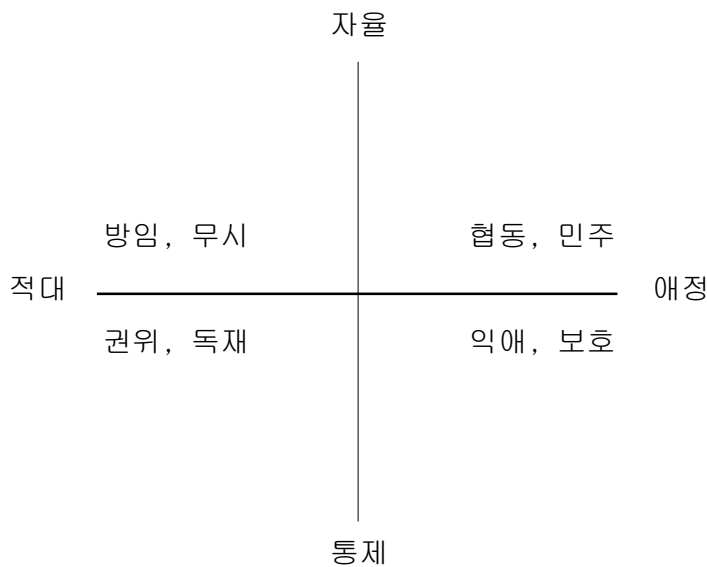 자율
방임, 무시 협동, 민주
적대 애정
권위, 독재 익애, 보호
통제